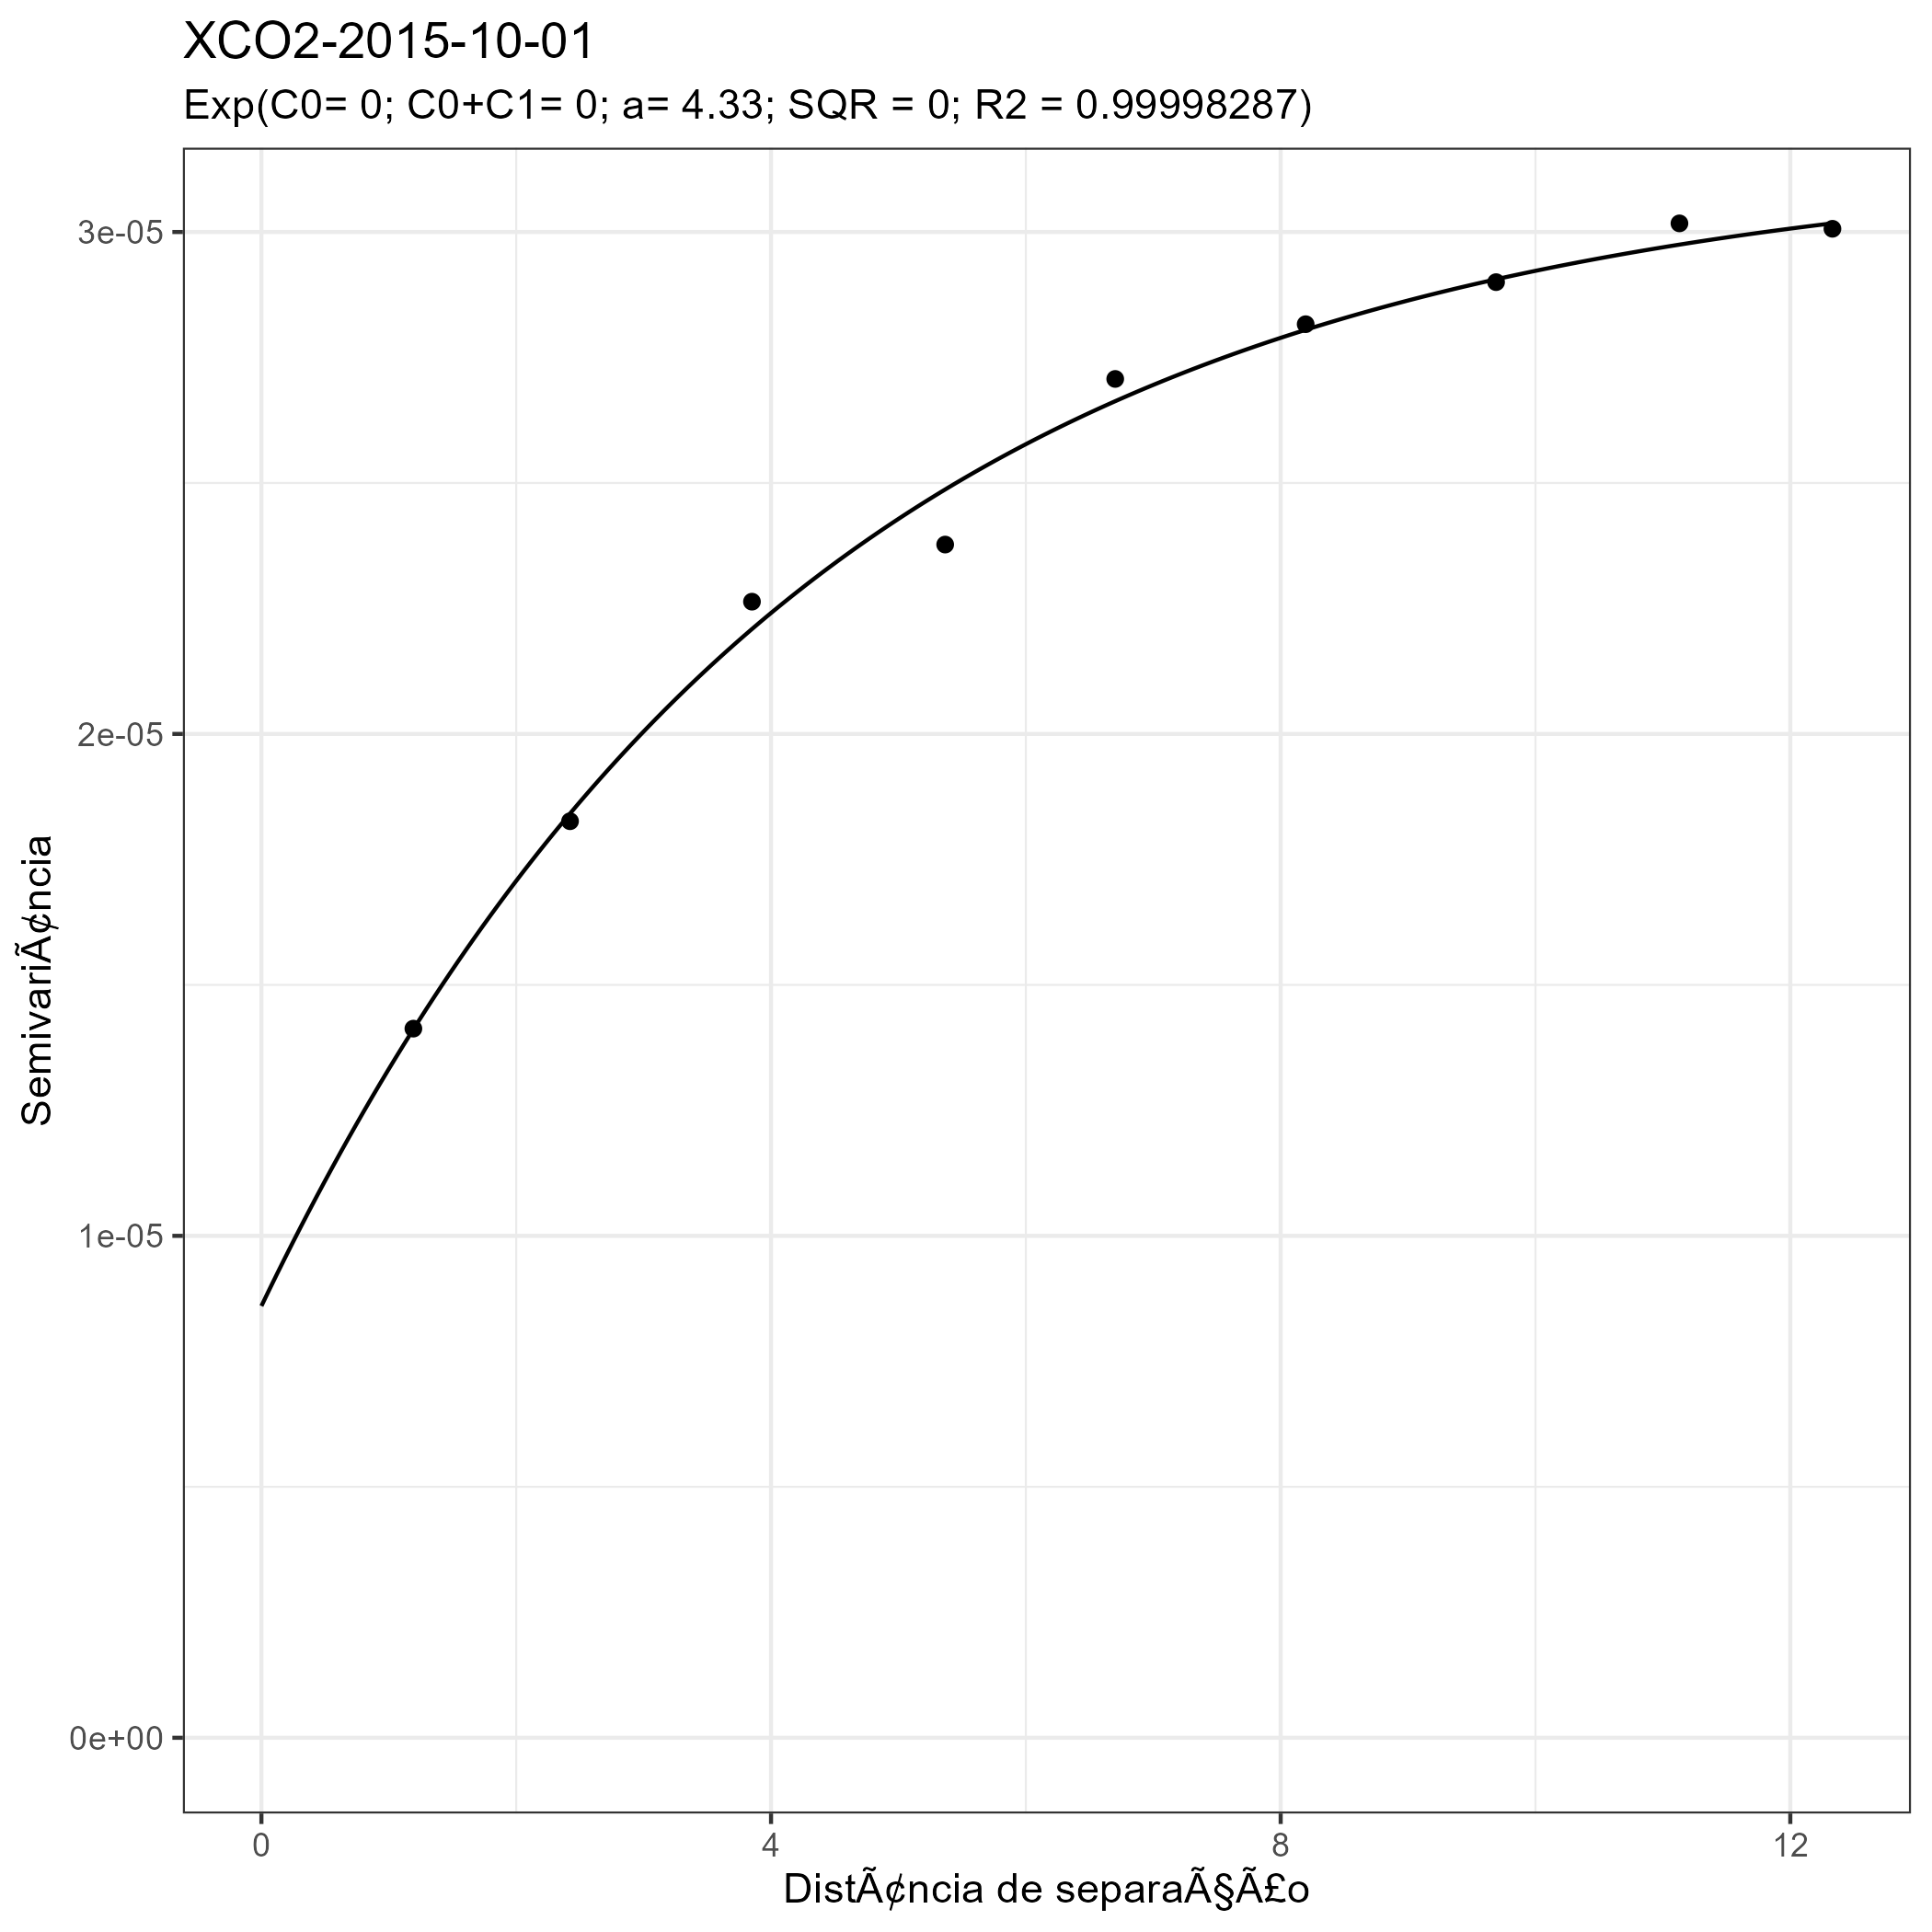 XCO2-2015-10-01
Exp(C0= 0; C0+C1= 0; a= 4.33; SQR = 0; R2 = 0.99998287)
3e-05
2e-05
1e-05
0e+00
SemivariÃ¢ncia
0
4
8
12
DistÃ¢ncia de separaÃ§Ã£o